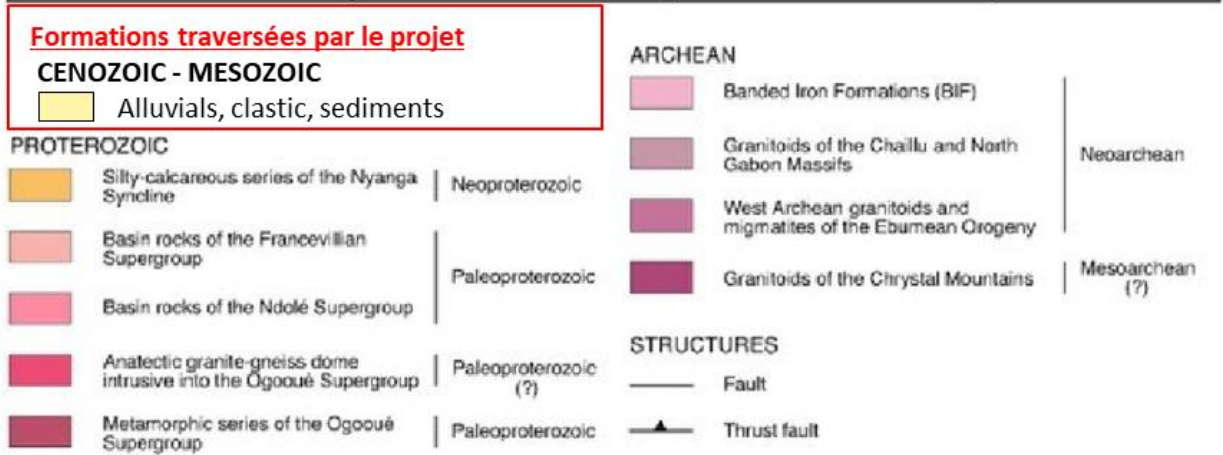 Formations traversées par le projet
CENOZOIC - MESOZOIC
Alluvials, clastic, sediments
PROTEROZOIC
Silty-calcareous series of the Nyanga
Syncline
Neoproterozoic
Basin rocks of the Francevillian
Supergroup
Paleoproterozoic
Basin rocks of the Ndolé Supergroup
Anatectic granite-gneiss dome
intrusive into the Ogooué Supergroup
Paleoproterozoic
(?)
Metamorphic series of the Ogooué
Supergroup
Paleoproterozoic
ARCHEAN
Banded Iron Formations (BIF)
Granitoids of the Chaillu and North
Gabon Massifs
Neoarchean
West Archean granitoids and
migmatites of the Eburnean Orogeny
Granitoids of the Chrystal Mountains
Mesoarchean
(?)
STRUCTURES
Fault
Thrust fault